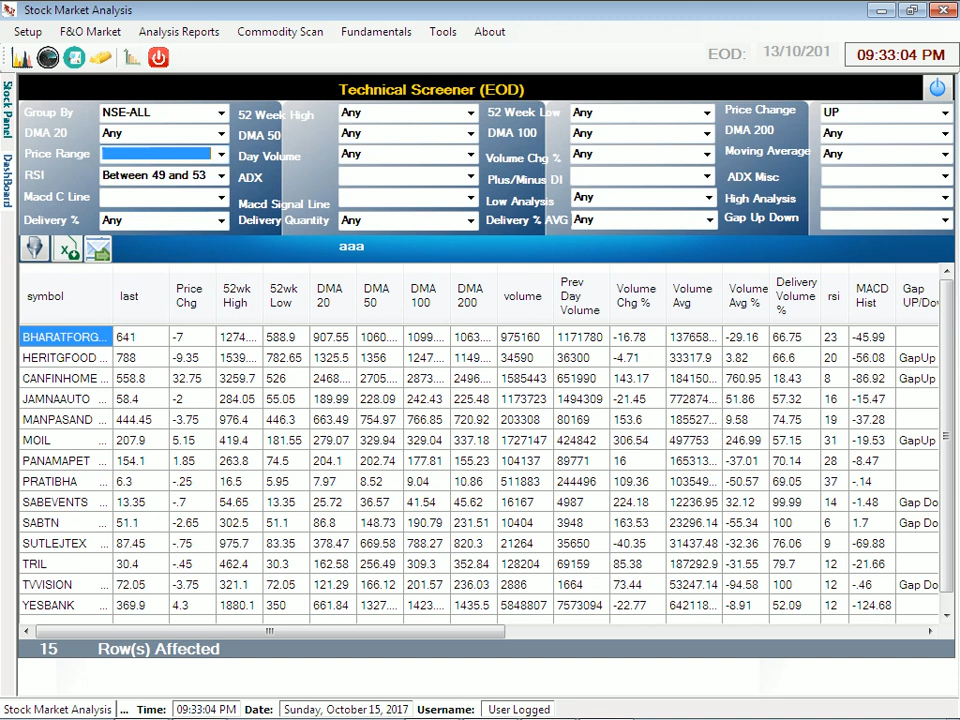 Stock Market Analysis
Setup F&O Market Analysis Reports Commodity Scan Fundamentals Tools About
EOD: 13/10/201 09:33:04 PM
Stock Panel
DashBoard
Technical Screener (EOD)
Group By NSE-ALL 52 Week High Any 52 Week Low Any Price Change UP
DMA 20 Any DMA 50 Any DMA 100 Any DMA 200 Any
Price Range Day Volume Any Volume Chg % Any Moving Average Any
RSI Between 49 and 53 ADX Plus/Minus DI ADX Misc
Macd C Line Macd Signal Line Low Analysis Any High Analysis
Delivery % Any Delivery Quantity Any Delivery % AVG Any Gap Up Down
aaa
symbol last Price Chg 52wk High 52wk Low DMA 20 DMA 50 DMA 100 DMA 200 volume Prev Day Volume Volume Chg % Volume Avg Volume Avg % Delivery Volume % rsi MACD Hist Gap UP/Do
BHARATFORG... 641 -7 1274.... 588.9 907.55 1060.... 1099.... 1063.... 975160 1171780 -16.78 137658... -29.16 66.75 23 -45.99
HERITGFOOD ... 788 -9.35 1539.... 782.65 1325.5 1356 1247.... 1149.... 34590 36300 -4.71 33317.9 3.82 66.6 20 -56.08 GapUp
CANFINHOME ... 558.8 32.75 3259.7 526 2468.... 2705.... 2873.... 2496.... 1585443 651990 143.17 184150... 760.95 18.43 8 -86.92 GapUp
JAMNAAUTO ... 58.4 -2 284.05 55.05 189.99 228.09 242.43 225.48 1173723 1494309 -21.45 772874... 51.86 57.32 16 -15.47
MANPASAND ... 444.45 -3.75 976.4 446.3 663.49 754.97 766.85 720.92 203308 80169 153.6 185527... 9.58 74.75 19 -37.28
MOIL ... 207.9 5.15 419.4 181.55 279.07 329.94 329.04 337.18 1727147 424842 306.54 497753 246.99 57.15 31 -19.53 GapUp
PANAMAPET ... 154.1 1.85 263.8 74.5 204.1 202.74 177.81 155.23 104137 89771 16 165313... -37.01 70.14 28 -8.47
PRATIBHA ... 6.3 -.25 16.5 5.95 7.97 8.52 9.04 10.86 511883 244496 109.36 103549... -50.57 69.05 37 -.14
SABEVENTS ... 13.35 -.7 54.65 13.35 25.72 36.57 41.54 45.62 16167 4987 224.18 12236.95 32.12 99.99 14 -1.48 Gap Do
SABTN ... 51.1 -2.65 302.5 51.1 86.8 148.73 190.79 231.51 10404 3948 163.53 23296.14 -55.34 100 6 1.7 Gap Do
SUTLEJTEX ... 87.45 -.75 975.7 83.35 378.47 669.58 788.27 820.3 21264 35650 -40.35 31437.48 -32.36 76.06 9 -69.88
TRIL ... 30.4 -.45 462.4 30.3 162.58 256.49 309.3 352.84 128204 69159 85.38 187292.9 -31.55 79.7 12 -21.66
TVVISION ... 72.05 -3.75 321.1 72.05 121.29 166.12 201.57 236.03 2886 1664 73.44 53247.14 -94.58 100 12 -.46 Gap Do
YESBANK ... 369.9 4.3 1880.1 350 661.84 1327.... 1423.... 1435.5 5848807 7573094 -22.77 642118... -8.91 52.09 12 -124.68
15 Row(s) Affected
Stock Market Analysis ... Time: 09:33:04 PM Date: Sunday, October 15, 2017 Username: User Logged